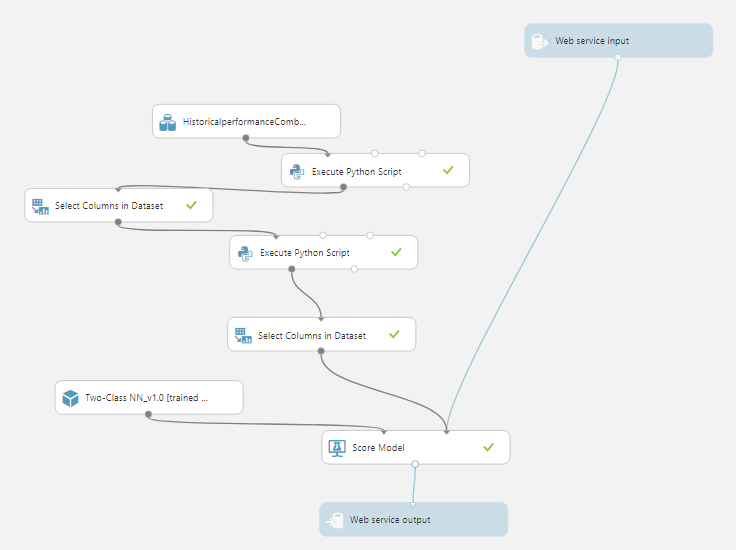 Web service input
HistoricalperformanceComb...
Execute Python Script
Select Columns in Dataset
Execute Python Script
Select Columns in Dataset
Two-Class NN_v1.0 [trained ...
Score Model
Web service output